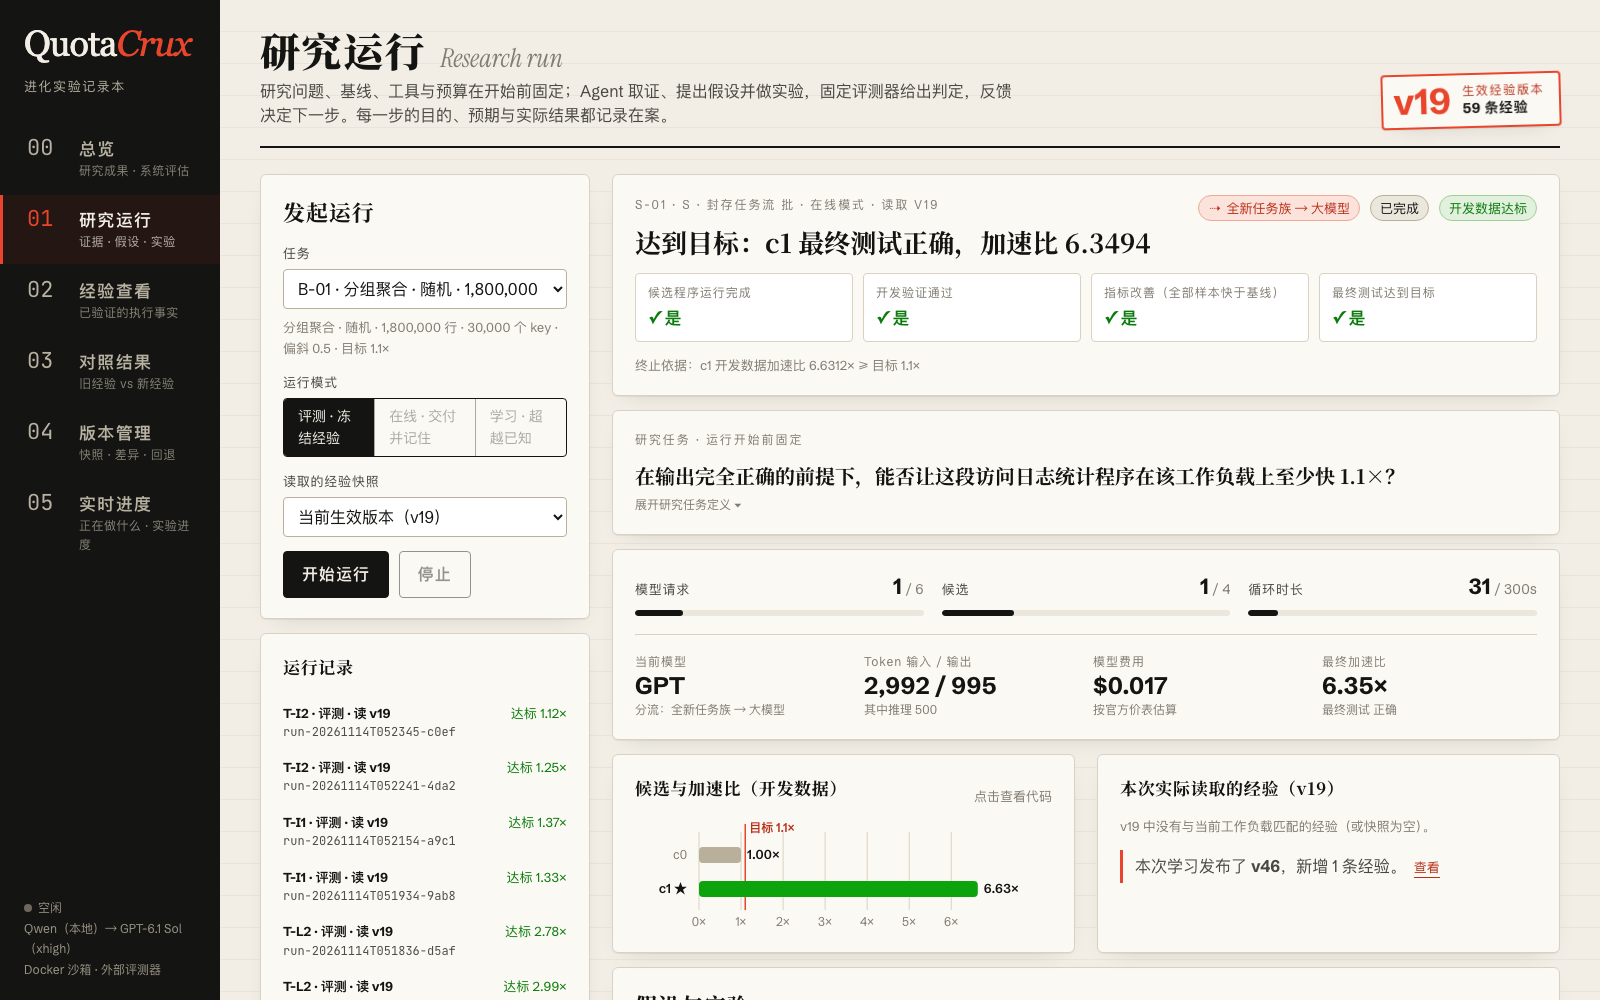 QuotaCrux
进化实验记录本
00 总览
研究成果 · 系统评估
01 研究运行
证据 · 假设 · 实验
02 经验查看
已验证的执行事实
03 对照结果
旧经验 vs 新经验
04 版本管理
快照 · 差异 · 回退
05 实时进度
正在做什么 · 实验进
度
空闲
Qwen（本地）→ GPT-6.1 Sol
（xhigh）
Docker 沙箱 · 外部评测器
研究运行 Research run
研究问题、基线、工具与预算在开始前固定；Agent 取证、提出假设并做实验，固定评测器给出判定，反馈
决定下一步。每一步的目的、预期与实际结果都记录在案。
v19 生效经验版本
59 条经验
发起运行
任务
B-01 · 分组聚合 · 随机 · 1,800,000
分组聚合 · 随机 · 1,800,000 行 · 30,000 个 key ·
偏斜 0.5 · 目标 1.1×
运行模式
评测 · 冻
结经验
在线 · 交付
并记住
学习 · 超
越已知
读取的经验快照
当前生效版本（v19）
开始运行 停止
运行记录
T-I2 · 评测 · 读 v19 达标 1.12×
run-20261114T052345-c0ef
T-I2 · 评测 · 读 v19 达标 1.25×
run-20261114T052241-4da2
T-I1 · 评测 · 读 v19 达标 1.37×
run-20261114T052154-a9c1
T-I1 · 评测 · 读 v19 达标 1.33×
run-20261114T051934-9ab8
T-L2 · 评测 · 读 v19 达标 2.78×
run-20261114T051836-d5af
T-L2 · 评测 · 读 v19 达标 2.99×
S-01 · S · 封存任务流 批 · 在线模式 · 读取 V19
⇢ 全新任务族 → 大模型 已完成 开发数据达标
达到目标：c1 最终测试正确，加速比 6.3494
候选程序运行完成
✓ 是
开发验证通过
✓ 是
指标改善（全部样本快于基线）
✓ 是
最终测试达到目标
✓ 是
终止依据：c1 开发数据加速比 6.6312× ≥ 目标 1.1×
研究任务 · 运行开始前固定
在输出完全正确的前提下，能否让这段访问日志统计程序在该工作负载上至少快 1.1×？
展开研究任务定义 ▾
模型请求 1 / 6
候选 1 / 4
循环时长 31 / 300s
当前模型
GPT
分流：全新任务族 → 大模型
Token 输入 / 输出
2,992 / 995
其中推理 500
模型费用
$0.017
按官方价表估算
最终加速比
6.35×
最终测试 正确
候选与加速比（开发数据） 点击查看代码
目标 1.1×
c0 1.00×
c1 ★ 6.63×
0× 1× 2× 3× 4× 5× 6×
本次实际读取的经验（v19）
v19 中没有与当前工作负载匹配的经验（或快照为空）。
本次学习发布了 v46，新增 1 条经验。 查看